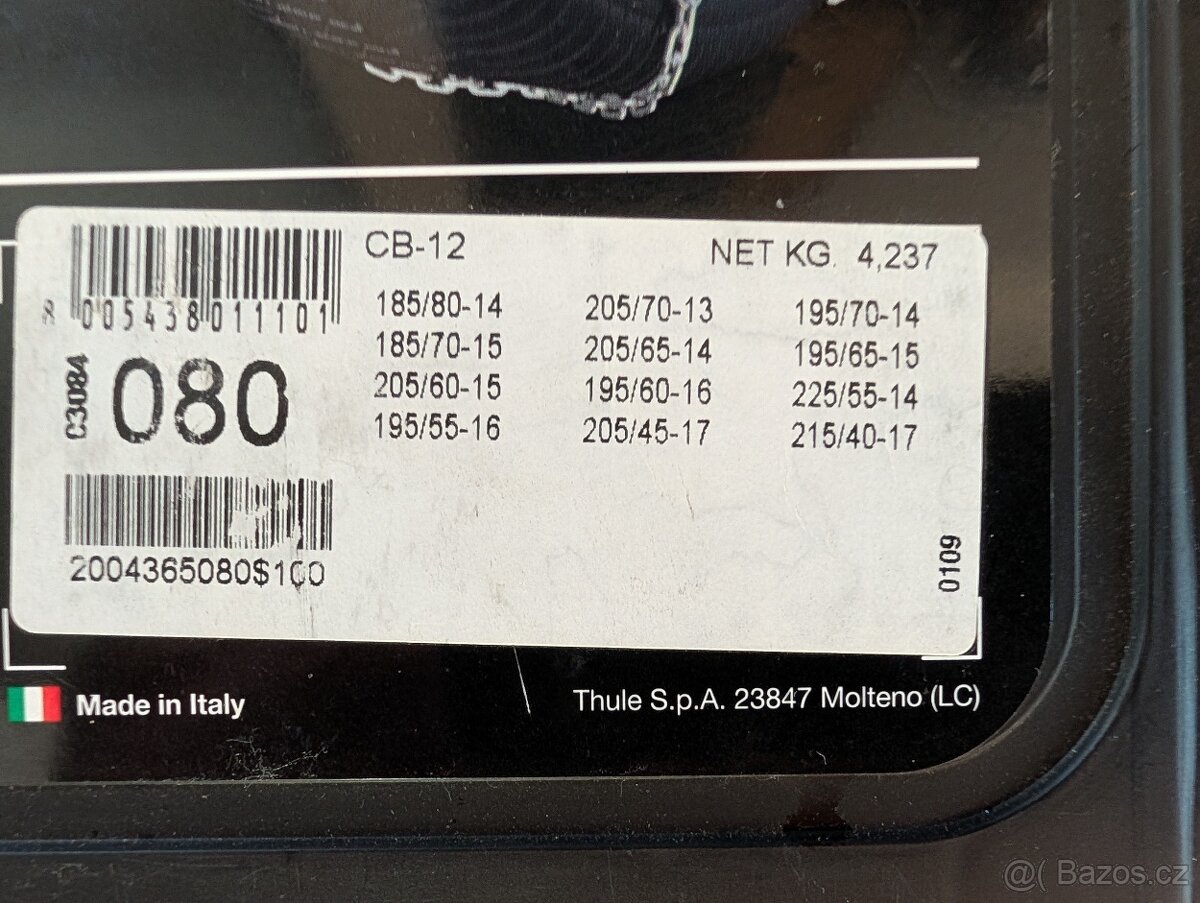 CB-12
NET KG. 4,237
8 005438 011101
185/80-14 205/70-13 195/70-14
185/70-15 205/65-14 195/65-15
205/60-15 195/60-16 225/55-14
195/55-16 205/45-17 215/40-17
C3084
080
2004365080$100
0109
Made in Italy
Thule S.p.A. 23847 Molteno (LC)
@( Bazos.cz